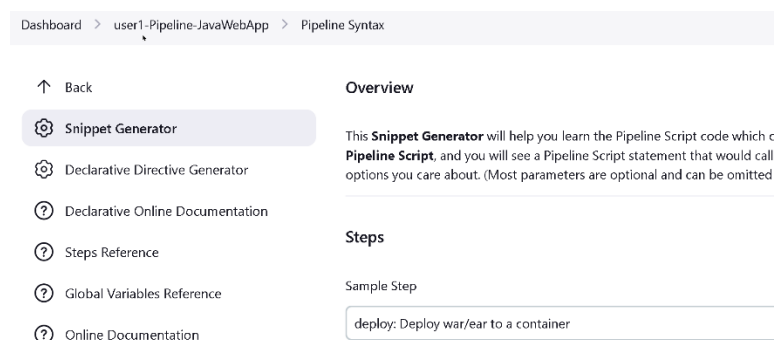 Dashboard > user1-Pipeline-JavaWebApp > Pipeline Syntax
Back
Snippet Generator
Declarative Directive Generator
Declarative Online Documentation
Steps Reference
Global Variables Reference
Online Documentation
Overview
This Snippet Generator will help you learn the Pipeline Script code which
Pipeline Script, and you will see a Pipeline Script statement that would call
options you care about. (Most parameters are optional and can be omitted
Steps
Sample Step
deploy: Deploy war/ear to a container